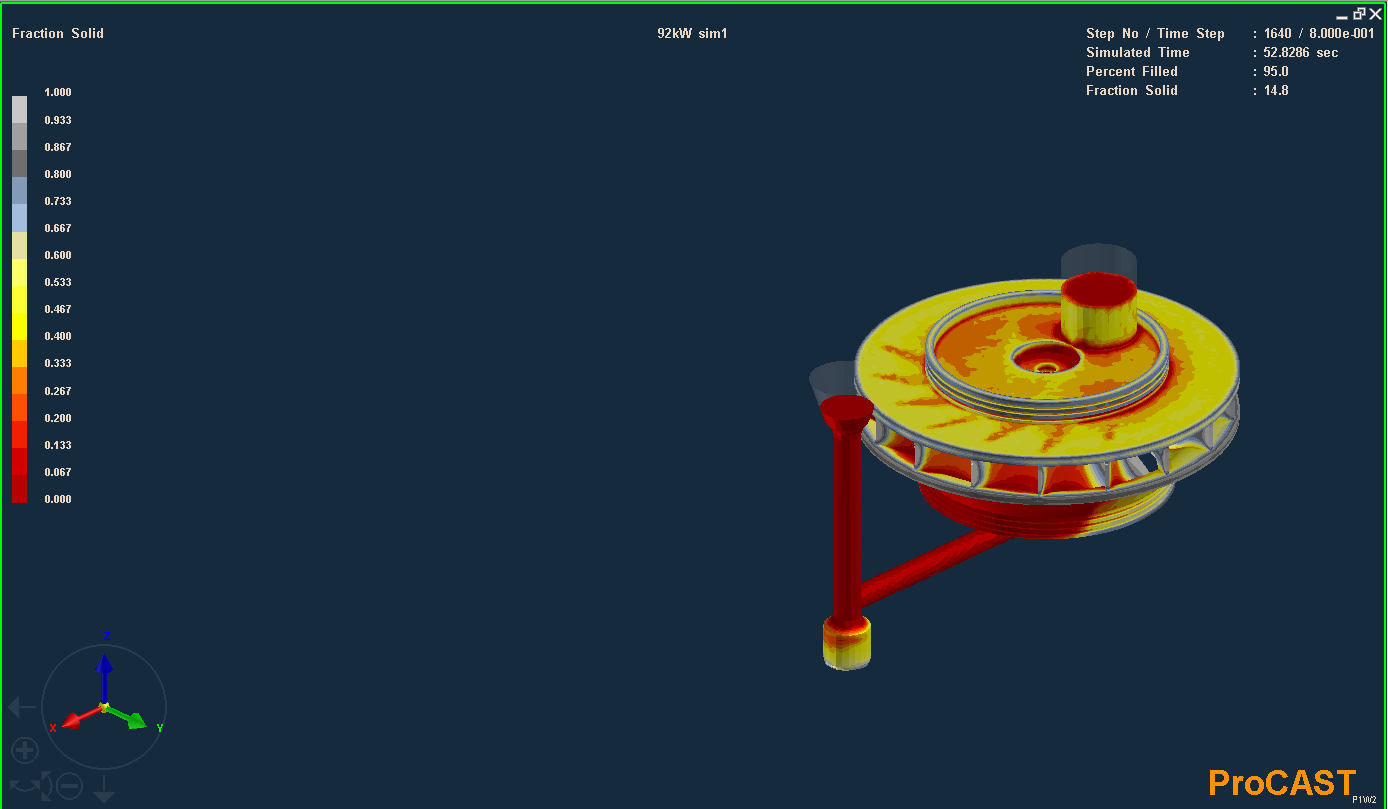 Fraction Solid
92kW sim1
Step No / Time Step : 1640 / 8.000e-001
Simulated Time : 52.8286 sec
Percent Filled : 95.0
Fraction Solid : 14.8
1.000
0.933
0.867
0.800
0.733
0.667
0.600
0.533
0.467
0.400
0.333
0.267
0.200
0.133
0.067
0.000
Z
X
Y
ProCAST
P1W2